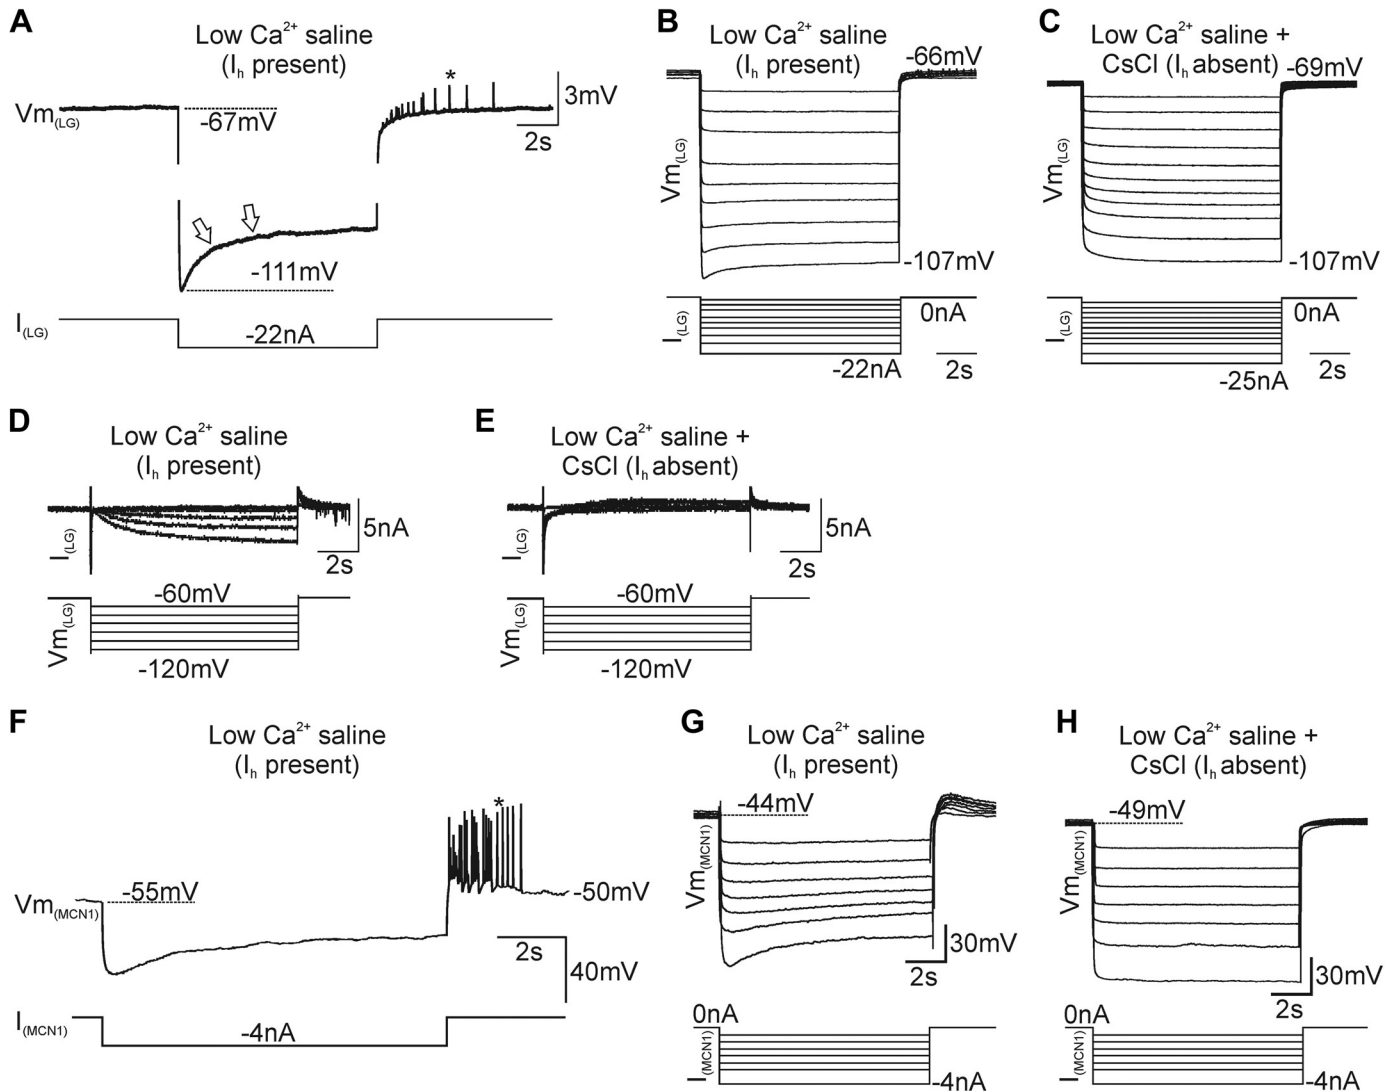 A
Low Ca²⁺ saline
(Iₕ present)
*
3mV
2s
Vm(LG)
-67mV
-111mV
I(LG)
-22nA
B
Low Ca²⁺ saline
(Iₕ present)
-66mV
Vm(LG)
-107mV
I(LG)
0nA
-22nA
2s
C
Low Ca²⁺ saline +
CsCl (Iₕ absent)
-69mV
Vm(LG)
-107mV
I(LG)
0nA
-25nA
2s
D
Low Ca²⁺ saline
(Iₕ present)
I(LG)
5nA
2s
Vm(LG)
-60mV
-120mV
E
Low Ca²⁺ saline +
CsCl (Iₕ absent)
I(LG)
5nA
2s
Vm(LG)
-60mV
-120mV
F
Low Ca²⁺ saline
(Iₕ present)
*
-55mV
Vm(MCN1)
-50mV
2s
40mV
I(MCN1)
-4nA
G
Low Ca²⁺ saline
(Iₕ present)
-44mV
Vm(MCN1)
30mV
2s
0nA
I(MCN1)
-4nA
H
Low Ca²⁺ saline +
CsCl (Iₕ absent)
-49mV
Vm(MCN1)
30mV
2s
0nA
I(MCN1)
-4nA